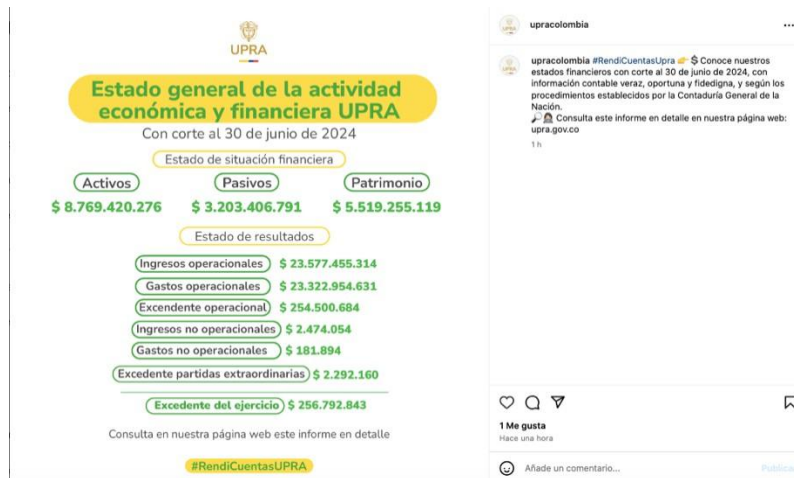 UPRA
Estado general de la actividad
económica y financiera UPRA
Con corte al 30 de junio de 2024
Estado de situación financiera
Activos Pasivos Patrimonio
$ 8.769.420.276 $ 3.203.406.791 $ 5.519.255.119
Estado de resultados
Ingresos operacionales $ 23.577.455.314
Gastos operacionales $ 23.322.954.631
Excendente operacional $ 254.500.684
Ingresos no operacionales $ 2.474.054
Gastos no operacionales $ 181.894
Excedente partidas extraordinarias $ 2.292.160
Excedente del ejercicio $ 256.792.843
Consulta en nuestra página web este informe en detalle
#RendiCuentasUPRA
upracolombia
upracolombia #RendiCuentasUpra 👉 💲 Conoce nuestros
estados financieros con corte al 30 de junio de 2024, con
información contable veraz, oportuna y fidedigna, y según los
procedimientos establecidos por la Contaduría General de la
Nación.
🔎👩🏻‍💻 Consulta este informe en detalle en nuestra página web:
upra.gov.co
1 h
1 Me gusta
Hace una hora
Añade un comentario...
Publica